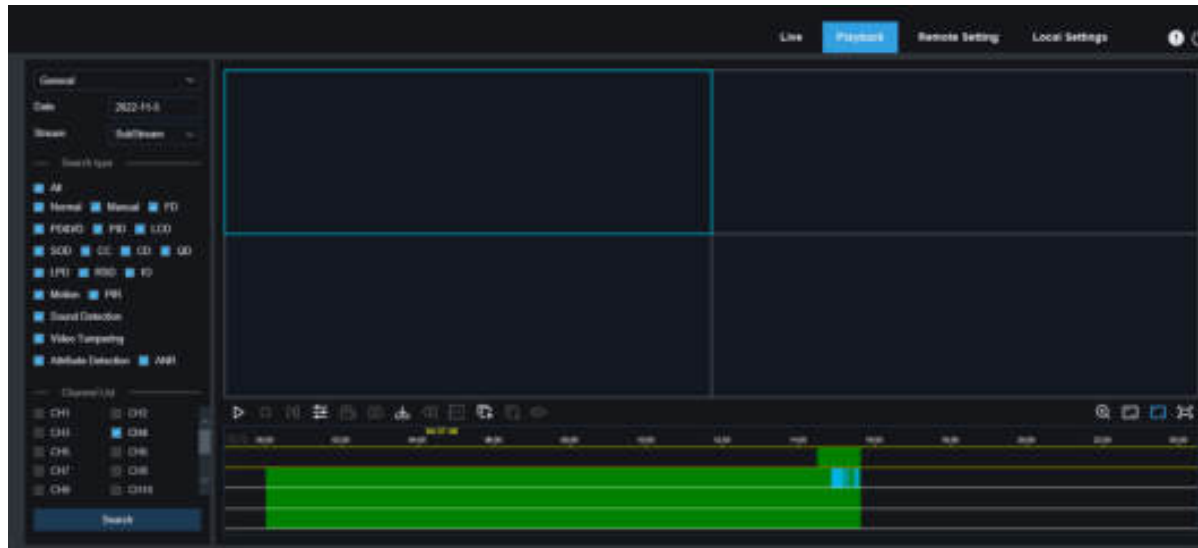 Live Playback Remote Setting Local Settings
General
Date 2022-11-5
Stream SubStream
Search type
All
Normal Manual FD
PD&VD PID LCD
SOD CC CD QD
LPD RSD IO
Motion PIR
Sound Detection
Video Tampering
Attribute Detection ANR
Channel List
CH1 CH2
CH3 CH4
CH5 CH6
CH7 CH8
CH9 CH10
Search